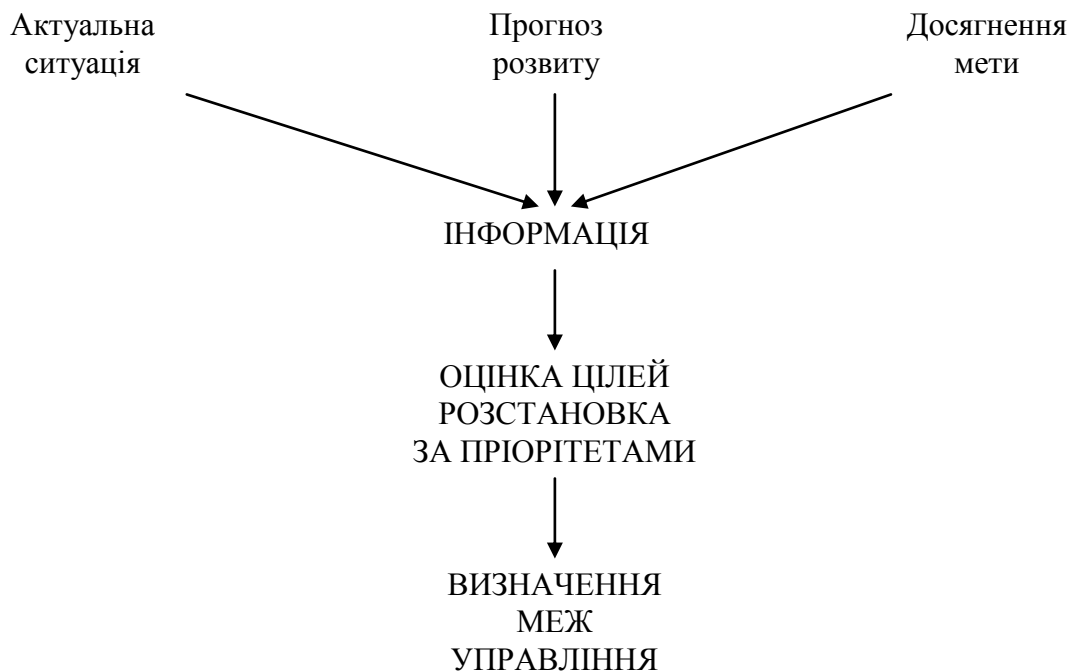 Актуальна
ситуація
Прогноз
розвиту
Досягнення
мети
ІНФОРМАЦІЯ
ОЦІНКА ЦІЛЕЙ
РОЗСТАНОВКА
ЗА ПРІОРІТЕТАМИ
ВИЗНАЧЕННЯ
МЕЖ
УПРАВЛІННЯ